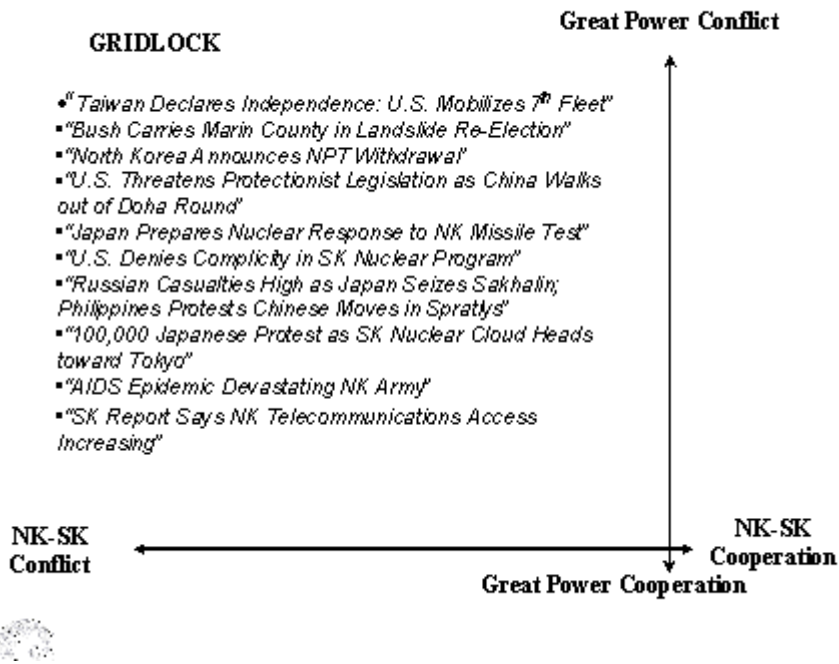 Great Power Conflict
GRIDLOCK
•“Taiwan Declares Independence: U.S. Mobilizes 7th Fleet”
▪“Bush Carries Marin County in Landslide Re-Election”
▪“North Korea Announces NPT Withdrawal”
▪“U.S. Threatens Protectionist Legislation as China Walks
out of Doha Round”
▪“Japan Prepares Nuclear Response to NK Missile Test”
▪“U.S. Denies Complicity in SK Nuclear Program”
▪“Russian Casualties High as Japan Seizes Sakhalin;
Philippines Protests Chinese Moves in Spratlys”
▪“100,000 Japanese Protest as SK Nuclear Cloud Heads
toward Tokyo”
▪“AIDS Epidemic Devastating NK Army”
▪“SK Report Says NK Telecommunications Access
Increasing”
NK-SK
Conflict
NK-SK
Cooperation
Great Power Cooperation